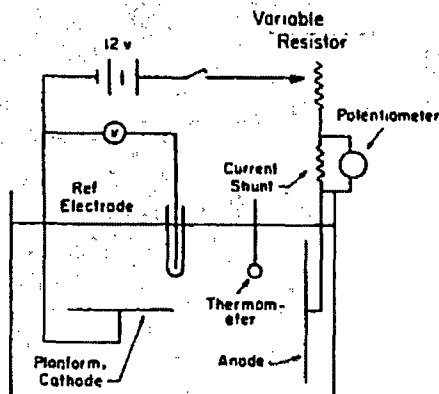 Variable
Resistor
12 v
Potentiometer
v
Current
Shunt
Ref
Electrode
Thermom-
eter
Planform,
Cathode
Anode